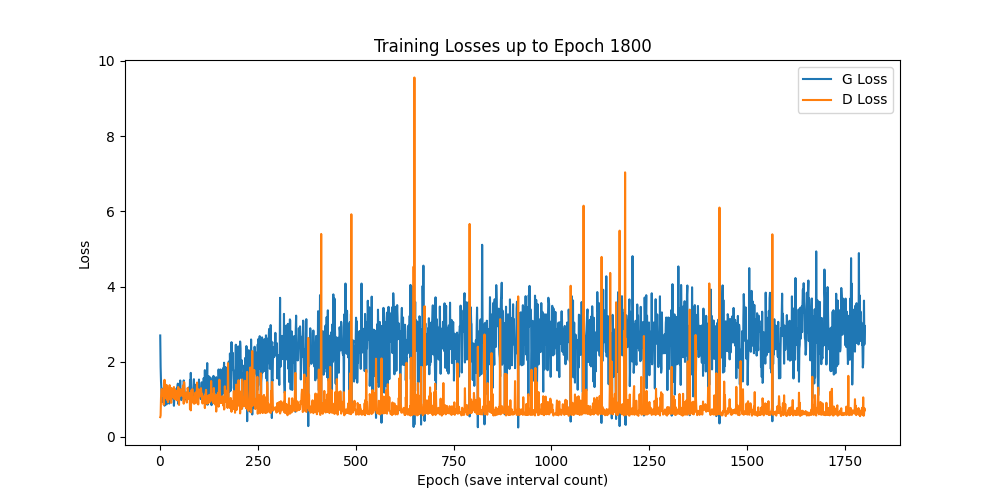 Training Losses up to Epoch 1800
G Loss
D Loss
Loss
10
8
6
4
2
0
0 250 500 750 1000 1250 1500 1750
Epoch (save interval count)